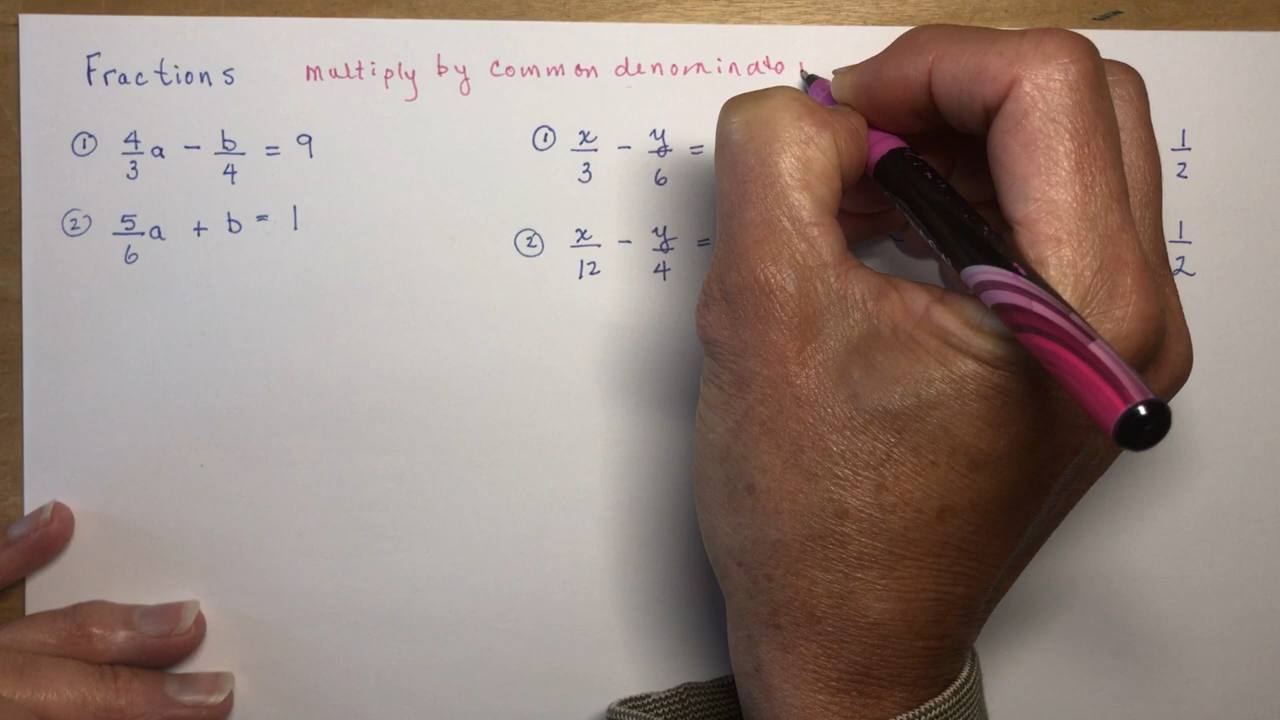 Fractions multiply by common denominato
① 4/3 a - b/4 = 9
② 5/6 a + b = 1
① x/3 - y/6 = 1/2
② x/12 - y/4 = 1/2